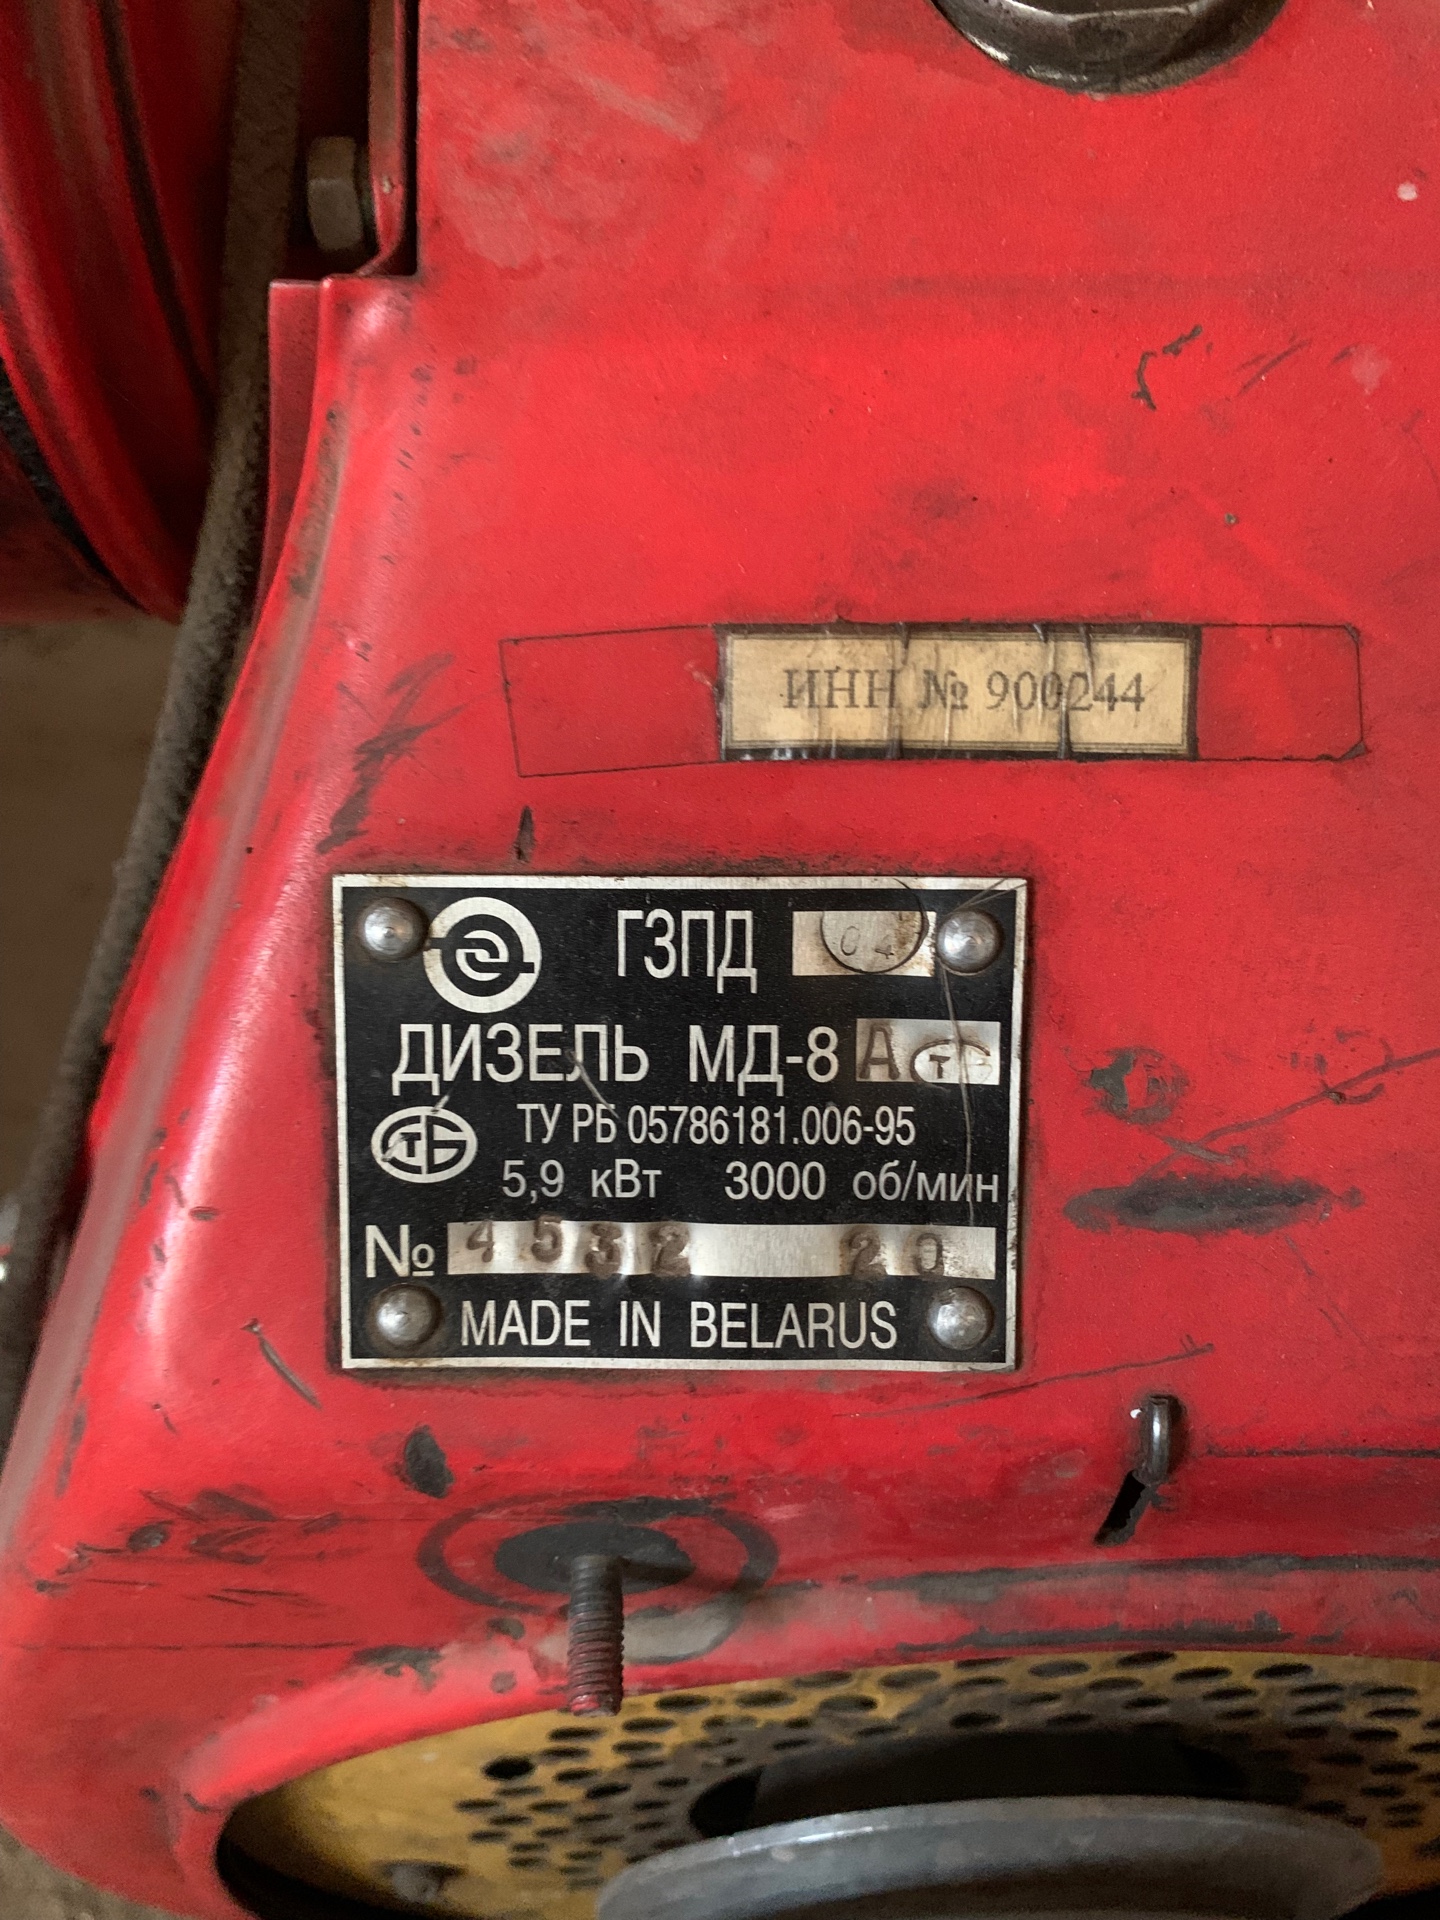 ИНН № 900244
ГЗПД 04
ДИЗЕЛЬ МД-8 А
СТБ ТУ РБ 05786181.006-95
5,9 кВт 3000 об/мин
№ 4532 20
MADE IN BELARUS